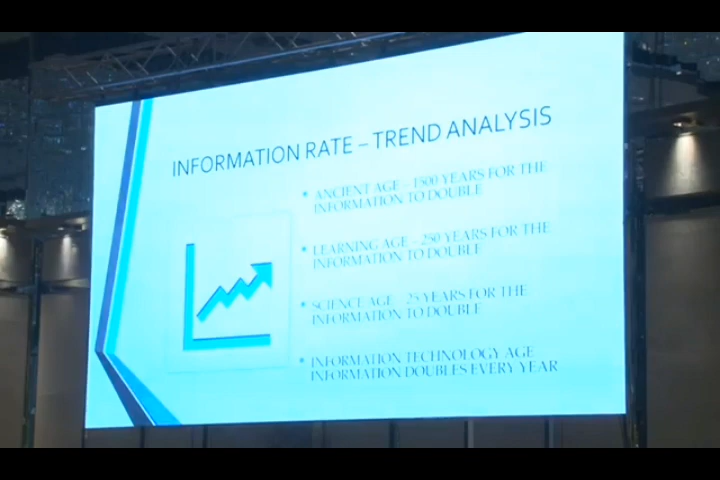 INFORMATION RATE – TREND ANALYSIS
* ANCIENT AGE – 1500 YEARS FOR THE
INFORMATION TO DOUBLE
* LEARNING AGE – 250 YEARS FOR THE
INFORMATION TO DOUBLE
* SCIENCE AGE – 25 YEARS FOR THE
INFORMATION TO DOUBLE
* INFORMATION TECHNOLOGY AGE
INFORMATION DOUBLES EVERY YEAR